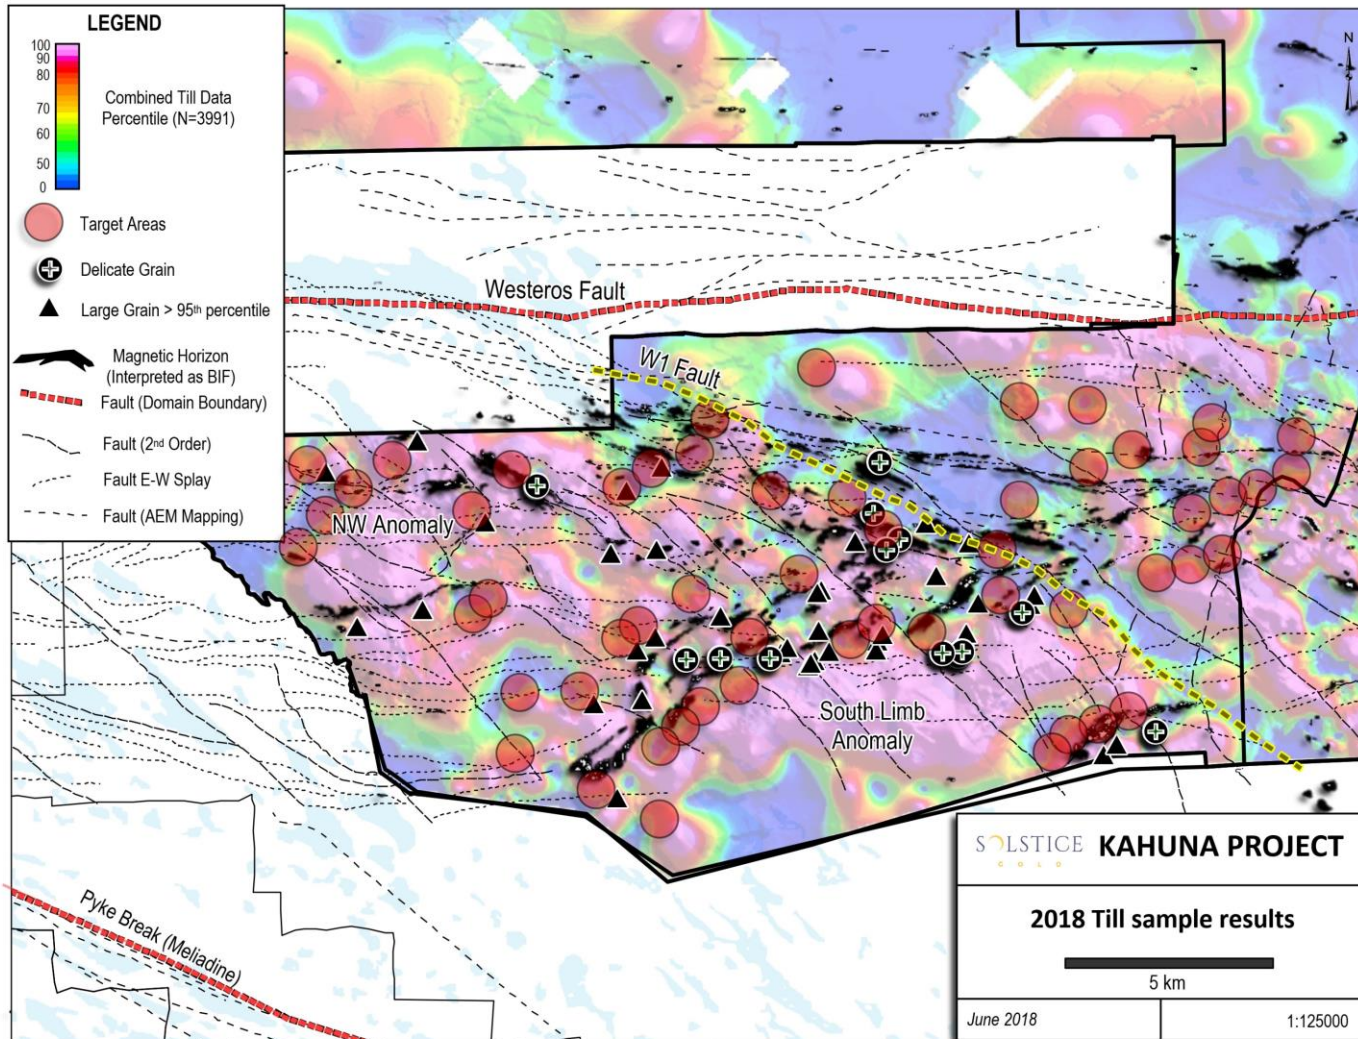 LEGEND
100
90
80
70
60
50
0
Combined Till Data
Percentile (N=3991)
Target Areas
Delicate Grain
Large Grain > 95th percentile
Magnetic Horizon
(Interpreted as BIF)
Fault (Domain Boundary)
Fault (2nd Order)
Fault E-W Splay
Fault (AEM Mapping)
N
Westeros Fault
W1 Fault
NW Anomaly
South Limb
Anomaly
Pyke Break (Meliadine)
SOLSTICE
GOLD
KAHUNA PROJECT
2018 Till sample results
5 km
June 2018
1:125000